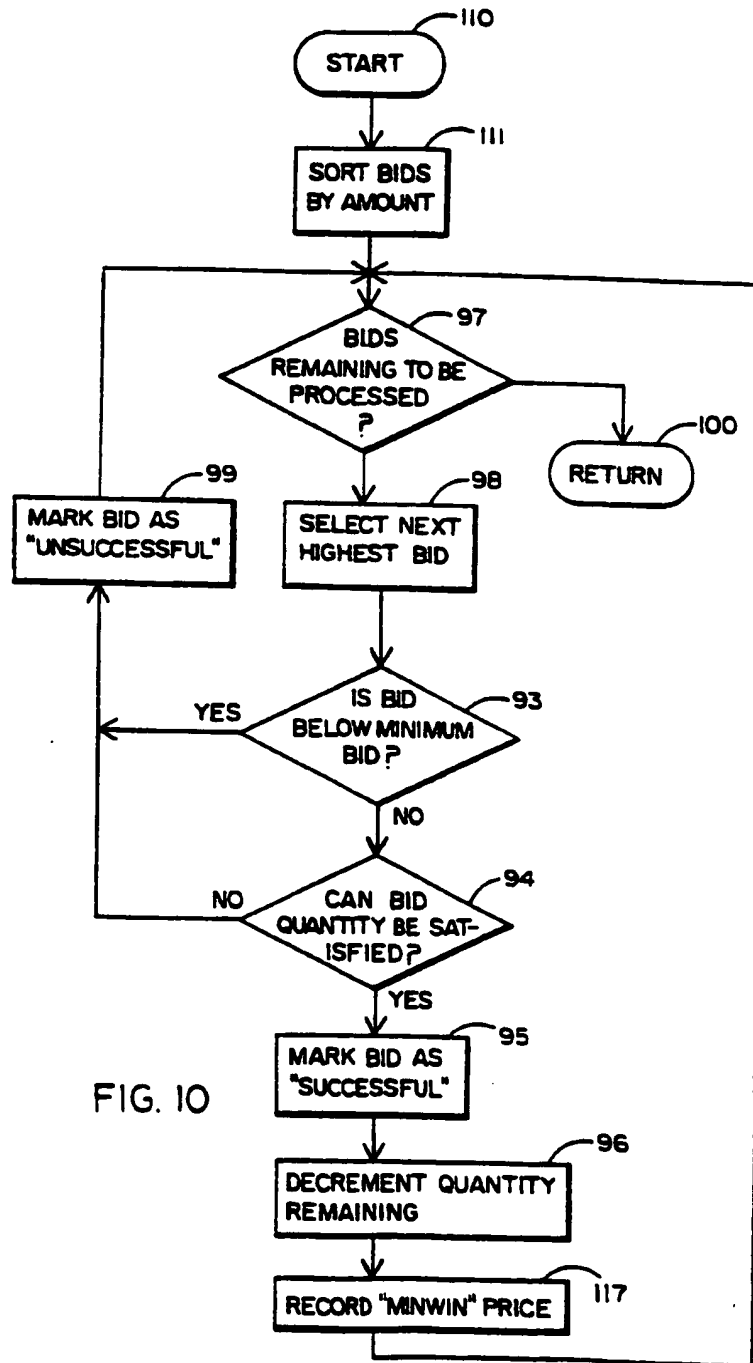 110
START
111
SORT BIDS
BY AMOUNT
97
BIDS
REMAINING TO BE
PROCESSED
?
100
RETURN
99
MARK BID AS
"UNSUCCESSFUL"
98
SELECT NEXT
HIGHEST BID
93
YES
IS BID
BELOW MINIMUM
BID?
NO
94
NO
CAN BID
QUANTITY BE SAT-
ISFIED?
YES
95
MARK BID AS
"SUCCESSFUL"
FIG. 10
96
DECREMENT QUANTITY
REMAINING
117
RECORD "MINWIN" PRICE